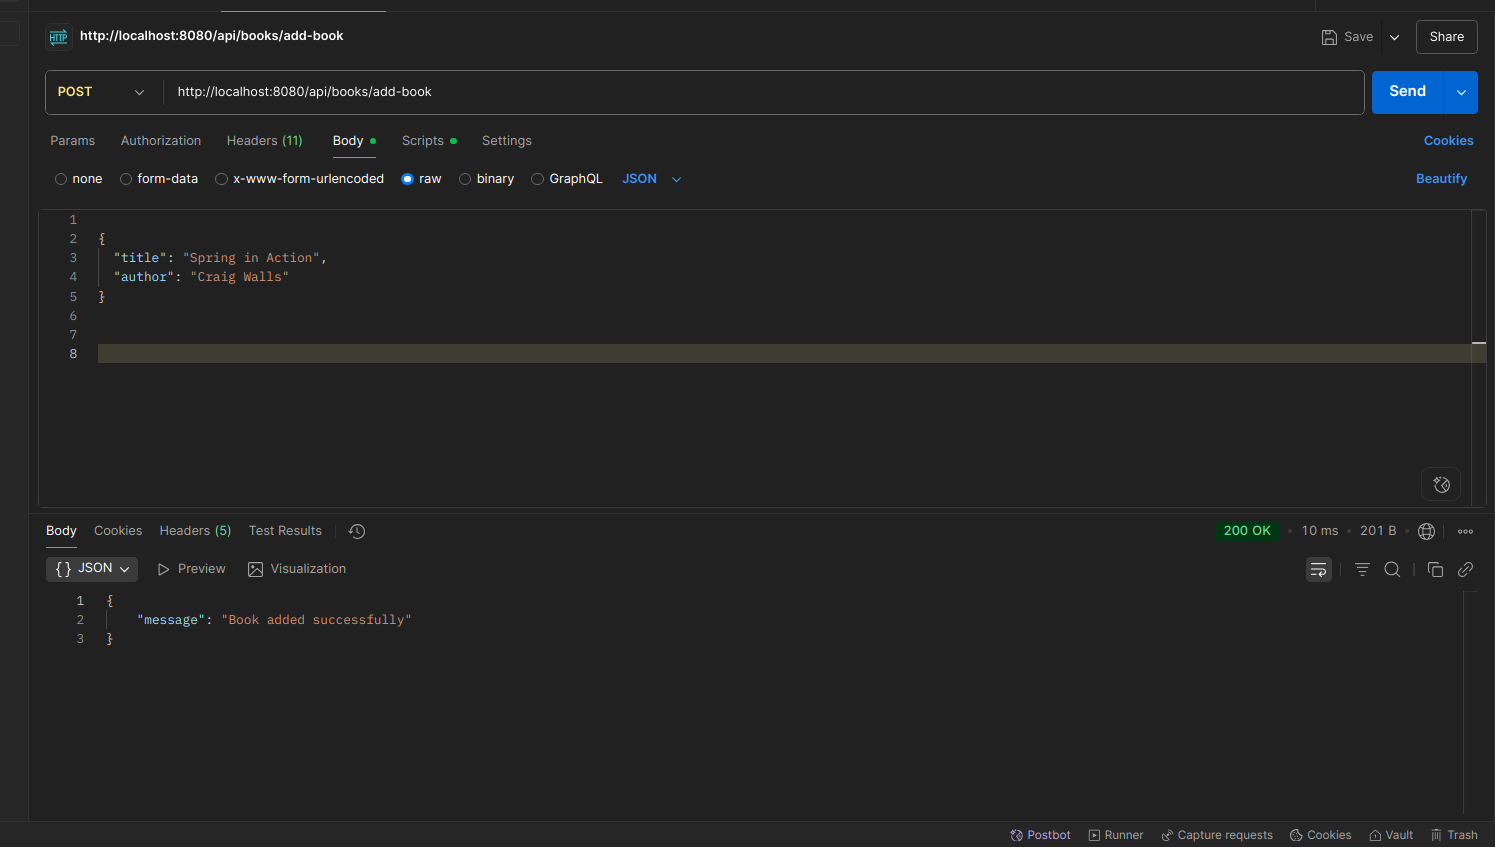 HTTP http://localhost:8080/api/books/add-book Save Share
POST http://localhost:8080/api/books/add-book Send
Params Authorization Headers (11) Body Scripts Settings Cookies
none form-data x-www-form-urlencoded raw binary GraphQL JSON Beautify
1
2 {
3 "title": "Spring in Action",
4 "author": "Craig Walls"
5 }
6
7
8
Body Cookies Headers (5) Test Results 200 OK • 10 ms • 201 B •
{} JSON Preview Visualization
1 {
2 "message": "Book added successfully"
3 }
Postbot Runner Capture requests Cookies Vault Trash